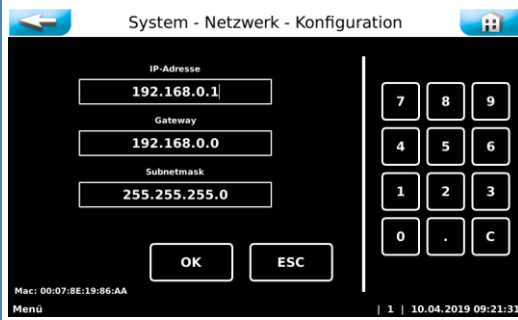 System - Netzwerk - Konfiguration
IP-Adresse
192.168.0.1
Gateway
192.168.0.0
Subnetmask
255.255.255.0
7 8 9
4 5 6
1 2 3
0 . C
OK ESC
Mac: 00:07:8E:19:86:AA
Menü | 1 | 10.04.2019 09:21:31